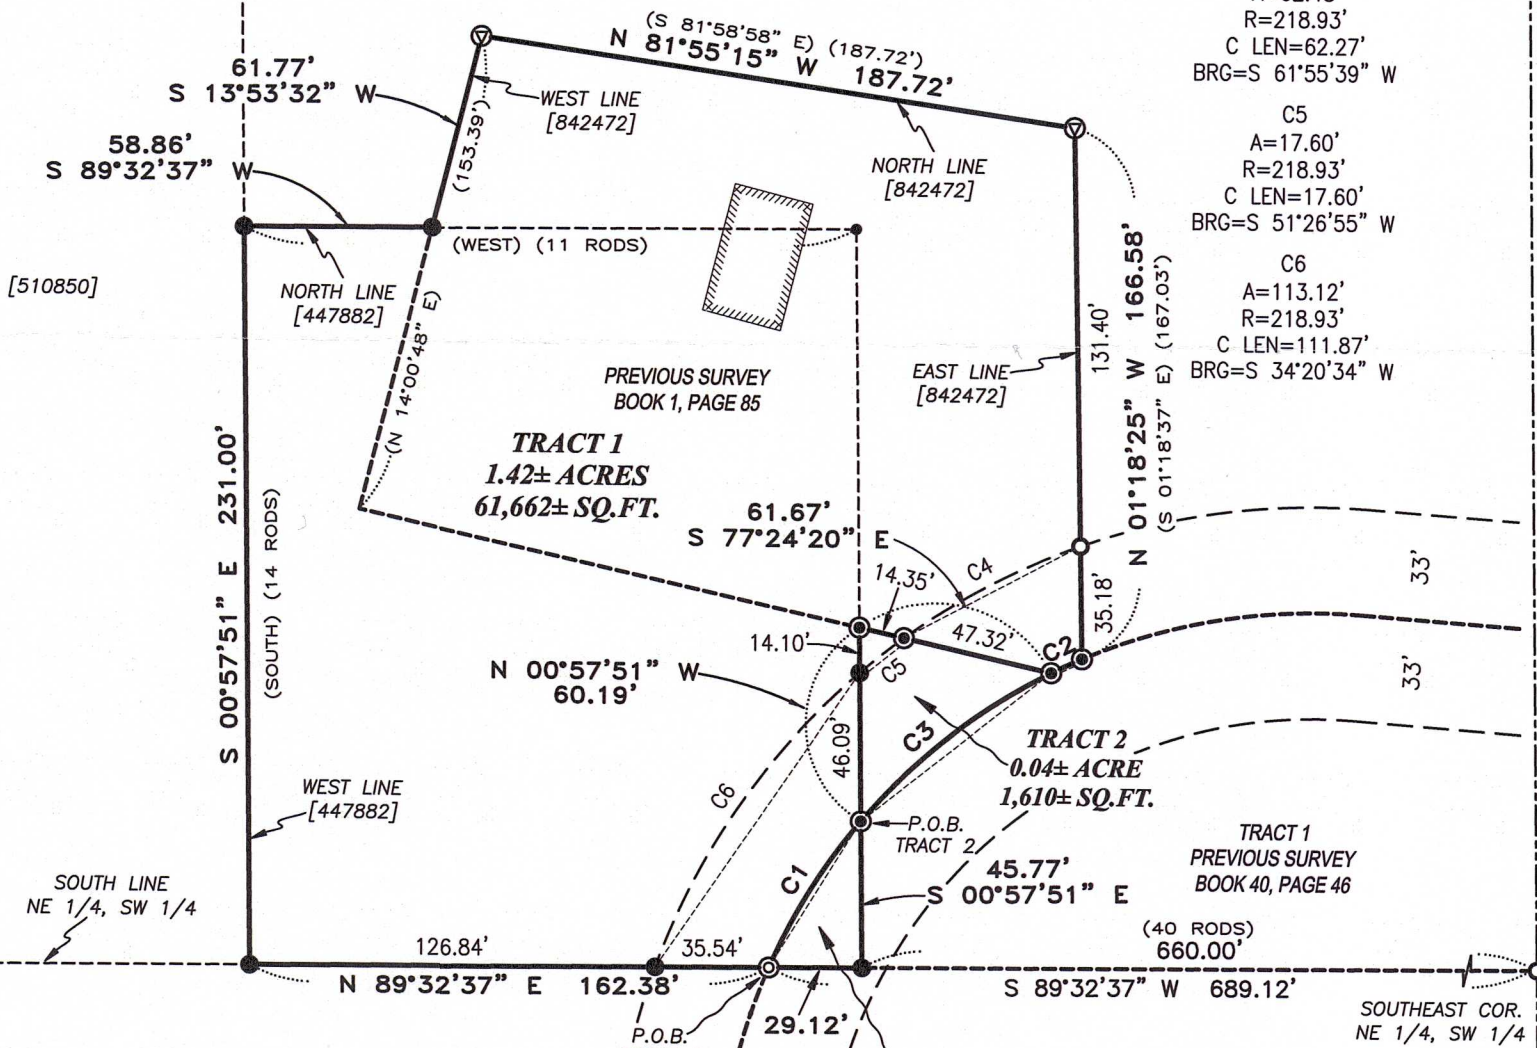 R=218.93'
C LEN=62.27'
BRG=S 61°55'39" W
C5
A=17.60'
R=218.93'
C LEN=17.60'
BRG=S 51°26'55" W
C6
A=113.12'
R=218.93'
C LEN=111.87'
BRG=S 34°20'34" W
(S 81°58'58" E) (187.72')
N 81°55'15" W 187.72'
61.77'
S 13°53'32" W
WEST LINE
[842472]
(153.39')
58.86'
S 89°32'37" W
NORTH LINE
[842472]
(WEST) (11 RODS)
[510850]
NORTH LINE
[447882]
(N 14°00'48" E)
PREVIOUS SURVEY
BOOK 1, PAGE 85
EAST LINE
[842472]
131.40'
N 01°18'25" W 166.58'
(S 01°18'37" E) (167.03')
TRACT 1
1.42± ACRES
61,662± SQ.FT.
S 00°57'51" E 231.00'
(SOUTH) (14 RODS)
61.67'
S 77°24'20" E
14.35'
C4
47.32'
C2
35.18'
33'
33'
14.10'
C5
N 00°57'51" W
60.19'
46.09'
C3
C6
TRACT 2
0.04± ACRE
1,610± SQ.FT.
WEST LINE
[447882]
P.O.B.
TRACT 2
C1
45.77'
S 00°57'51" E
TRACT 1
PREVIOUS SURVEY
BOOK 40, PAGE 46
SOUTH LINE
NE 1/4, SW 1/4
126.84'
35.54'
(40 RODS)
660.00'
N 89°32'37" E 162.38'
S 89°32'37" W 689.12'
29.12'
P.O.B.
SOUTHEAST COR.
NE 1/4, SW 1/4